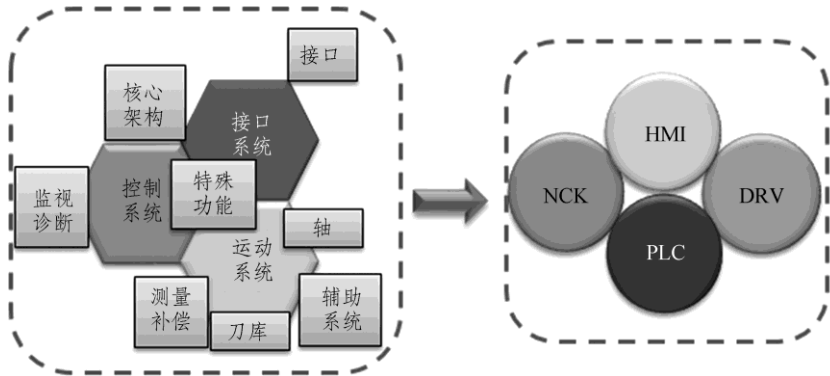 接口
核心
架构
接口
系统
监视
诊断
控制
系统
特殊
功能
轴
运动
系统
测量
补偿
刀库
辅助
系统
HMI
NCK
DRV
PLC